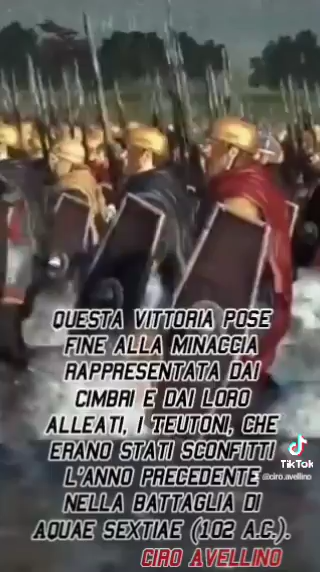 QUESTA VITTORIA POSE
FINE ALLA MINACCIA
RAPPRESENTATA DAI
CIMBRI E DAI LORO
ALLEATI, I TEUTONI, CHE
ERANO STATI SCONFITTI
L'ANNO PRECEDENTE
NELLA BATTAGLIA DI
AQUAE SEXTIAE (102 A.C.).
CIRO AVELLINO
TikTok
@ciro.avellino